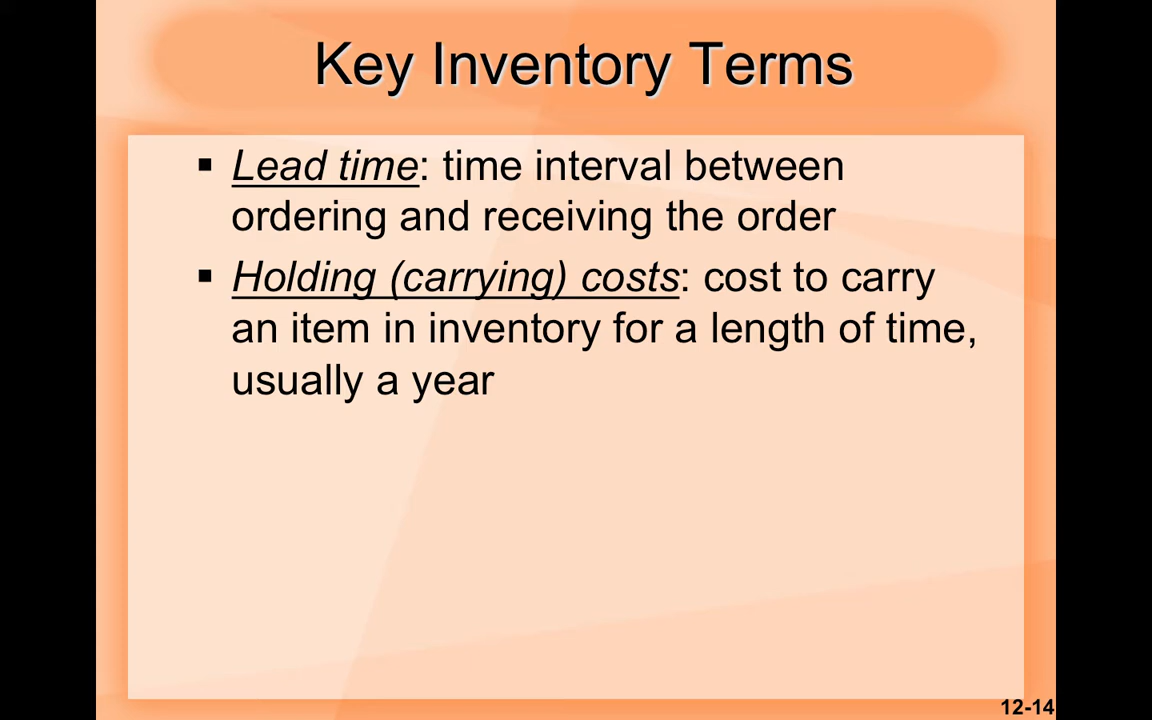 Key Inventory Terms
▪ Lead time: time interval between
ordering and receiving the order
▪ Holding (carrying) costs: cost to carry
an item in inventory for a length of time,
usually a year
12-14